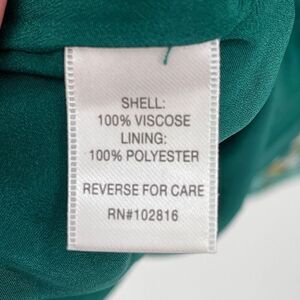 SHELL:
100% VISCOSE
LINING:
100% POLYESTER
REVERSE FOR CARE
RN#102816